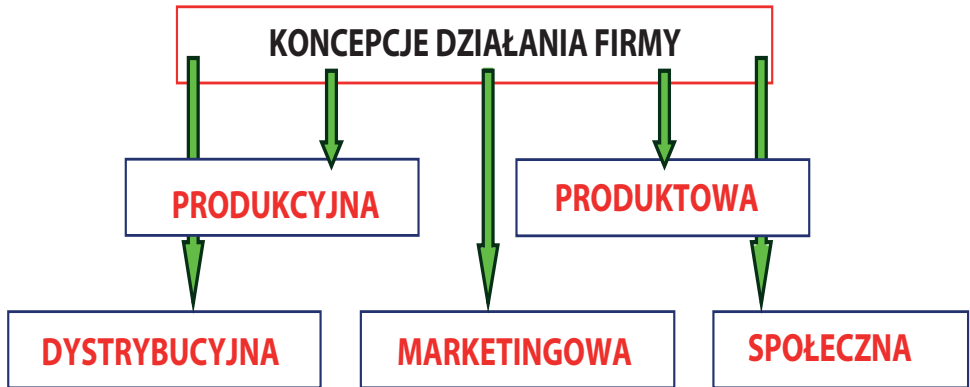 KONCEPCJE DZIAŁANIA FIRMY
PRODUKCYJNA
PRODUKTOWA
DYSTRYBUCYJNA
MARKETINGOWA
SPOŁECZNA